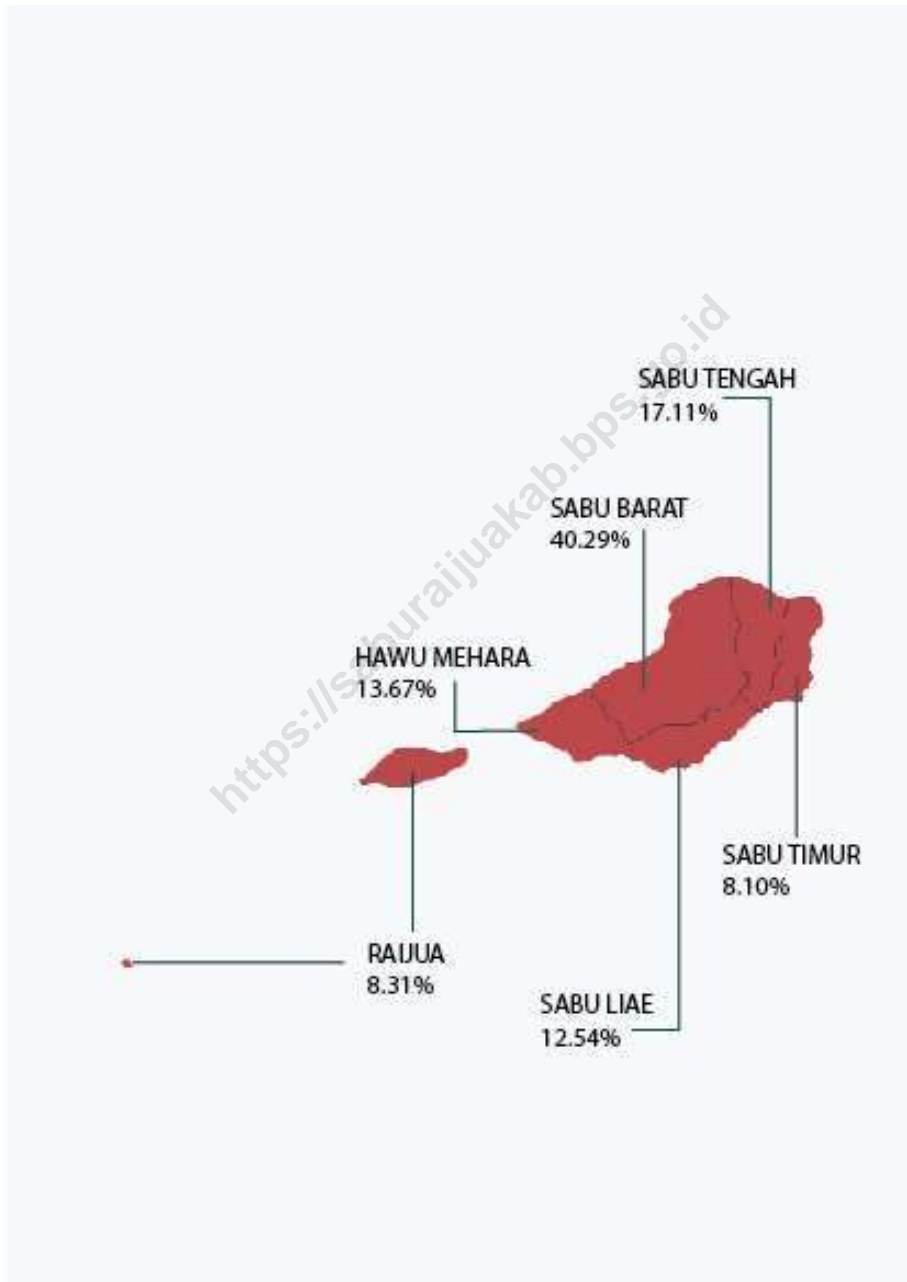 SABU TENGAH
17.11%
SABU BARAT
40.29%
HAWU MEHARA
13.67%
SABU TIMUR
8.10%
RAIJUA
8.31%
SABU LIAE
12.54%
https://saburaijuakab.bps.go.id